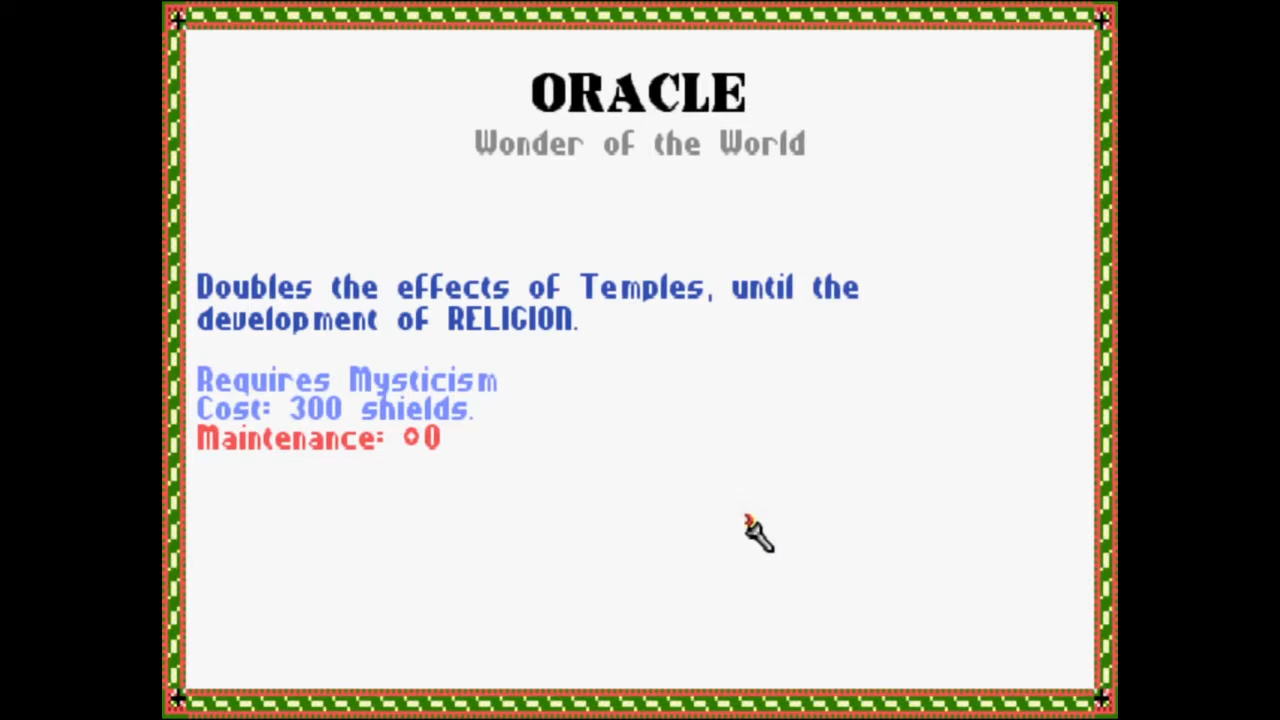 ORACLE
Wonder of the World
Doubles the effects of Temples, until the
development of RELIGION.
Requires Mysticism
Cost: 300 shields.
Maintenance: 0